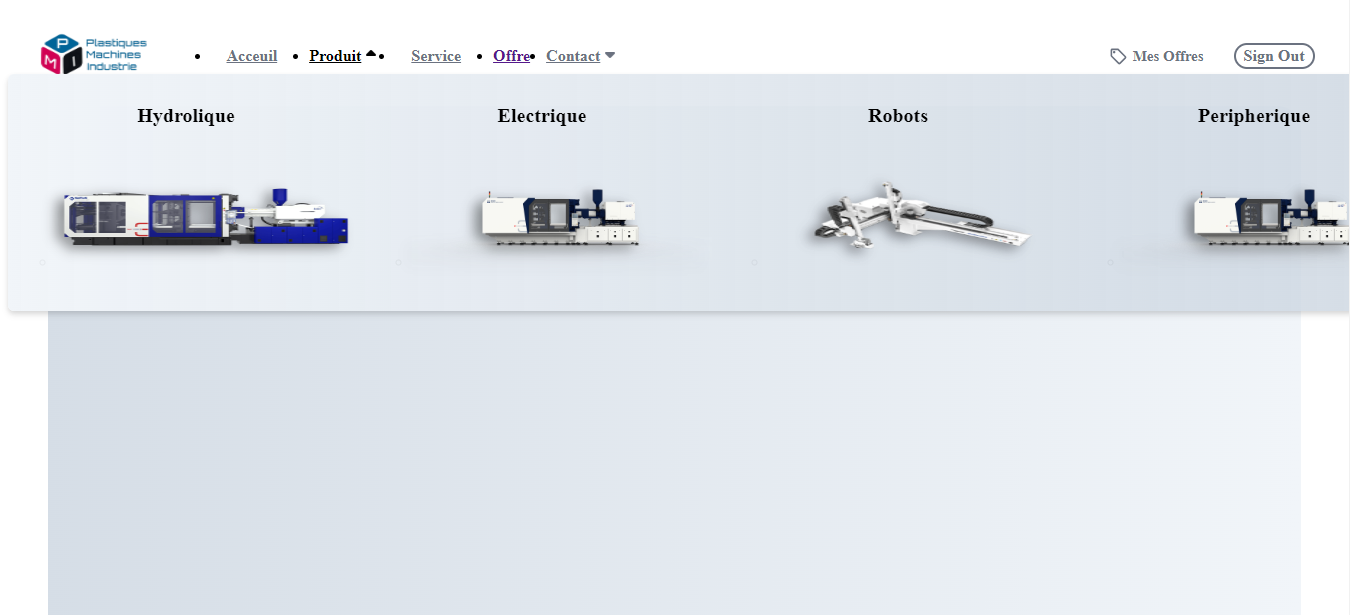 Plastiques
Machines
Industrie
P M I
Acceuil Produit Service Offre Contact Mes Offres Sign Out
Hydrolique Electrique Robots Peripherique